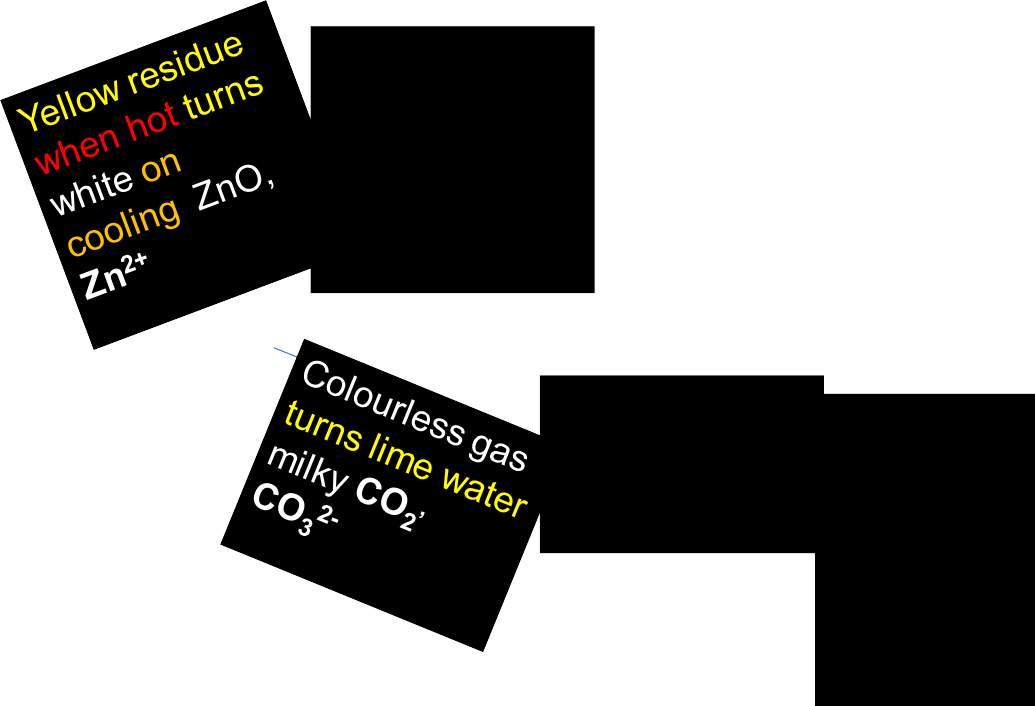 Yellow residue
when hot turns
white on
cooling ZnO,
Zn²⁺
Colourless gas
turns lime water
milky CO₂,
CO₃²⁻